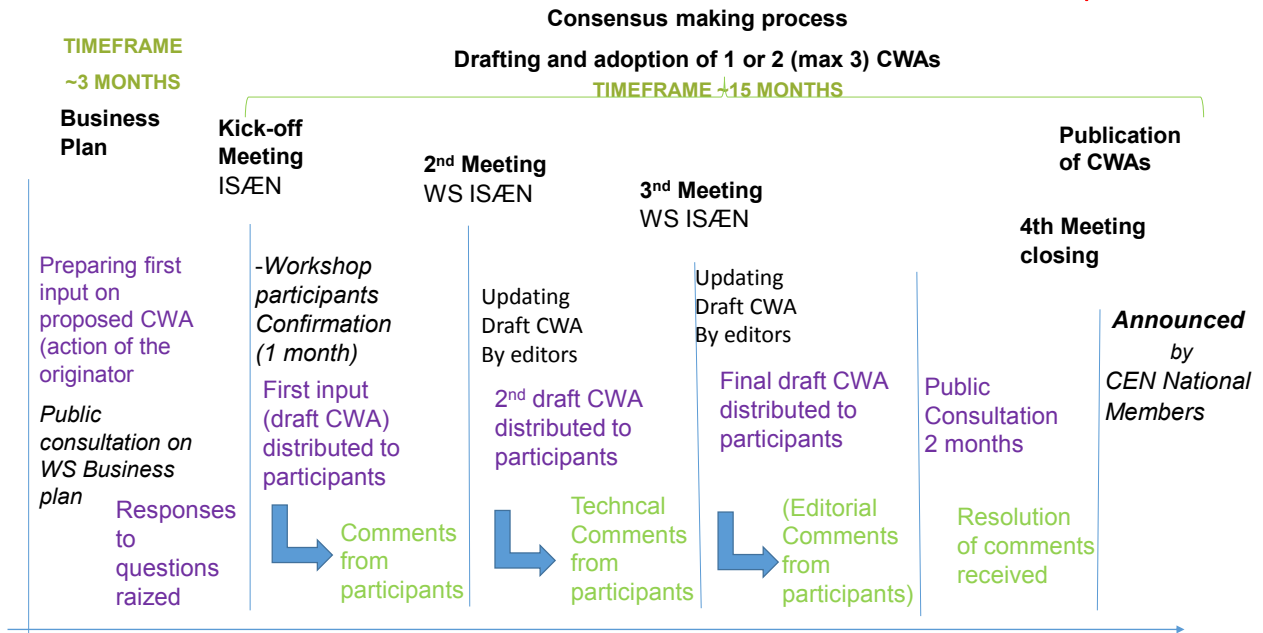 Consensus making process
Drafting and adoption of 1 or 2 (max 3) CWAs
TIMEFRAME ~15 MONTHS
TIMEFRAME
~3 MONTHS
Business
Plan
Kick-off
Meeting
ISÆN
2nd Meeting
WS ISÆN
3nd Meeting
WS ISÆN
Publication
of CWAs
4th Meeting
closing
Preparing first
input on
proposed CWA
(action of the
originator
Public
consultation on
WS Business
plan
Responses
to
questions
raized
-Workshop
participants
Confirmation
(1 month)
First input
(draft CWA)
distributed to
participants
Comments
from
participants
Updating
Draft CWA
By editors
2nd draft CWA
distributed to
participants
Techncal
Comments
from
participants
Updating
Draft CWA
By editors
Final draft CWA
distributed to
participants
(Editorial
Comments
from
participants)
Public
Consultation
2 months
Resolution
of comments
received
Announced
by
CEN National
Members